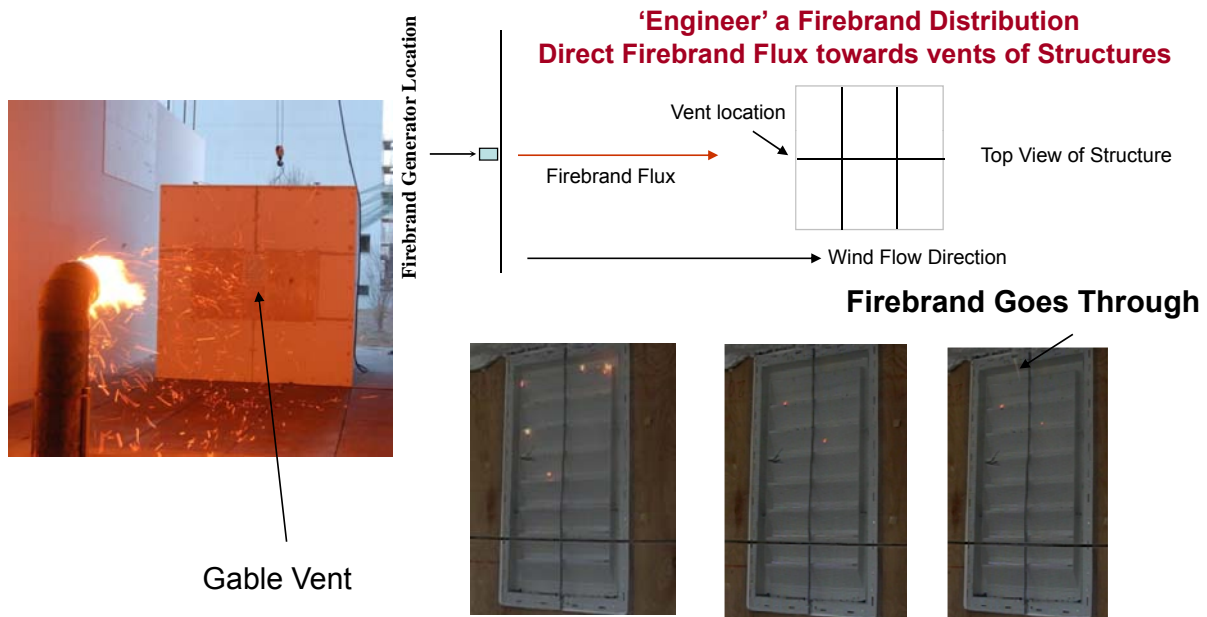 ‘Engineer’ a Firebrand Distribution
Direct Firebrand Flux towards vents of Structures
Firebrand Generator Location
Vent location
Firebrand Flux
Top View of Structure
Wind Flow Direction
Firebrand Goes Through
Gable Vent